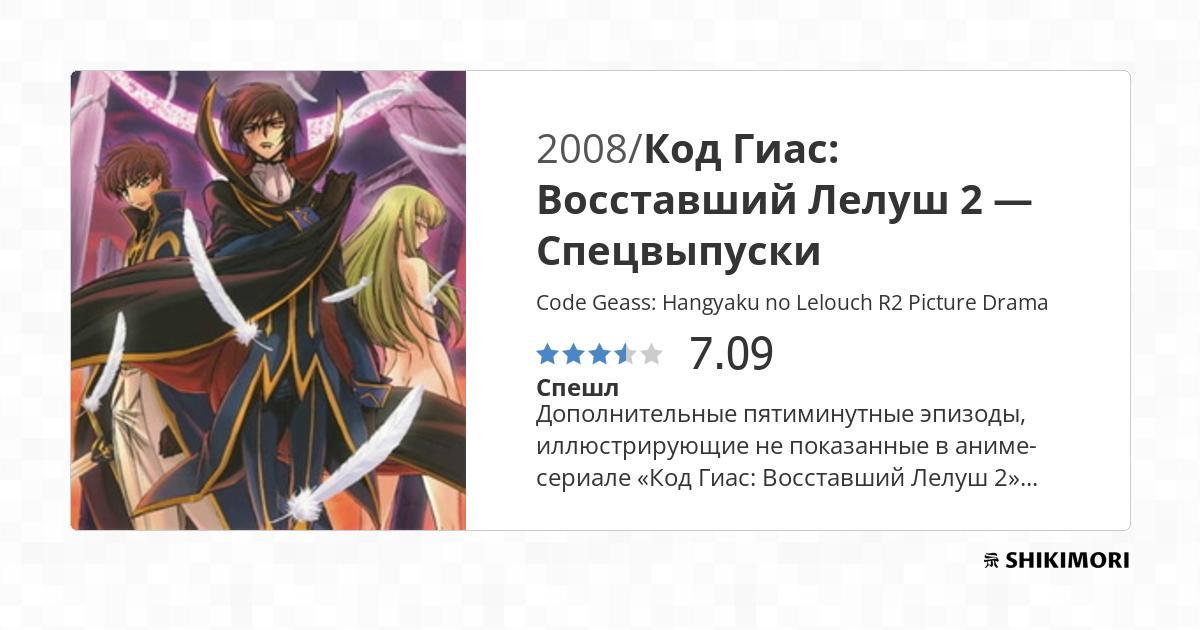 2008/Код Гиас:
Восставший Лелуш 2 —
Спецвыпуски
Code Geass: Hangyaku no Lelouch R2 Picture Drama
7.09
Спешл
Дополнительные пятиминутные эпизоды,
иллюстрирующие не показанные в аниме-
сериале «Код Гиас: Восставший Лелуш 2»...
SHIKIMORI